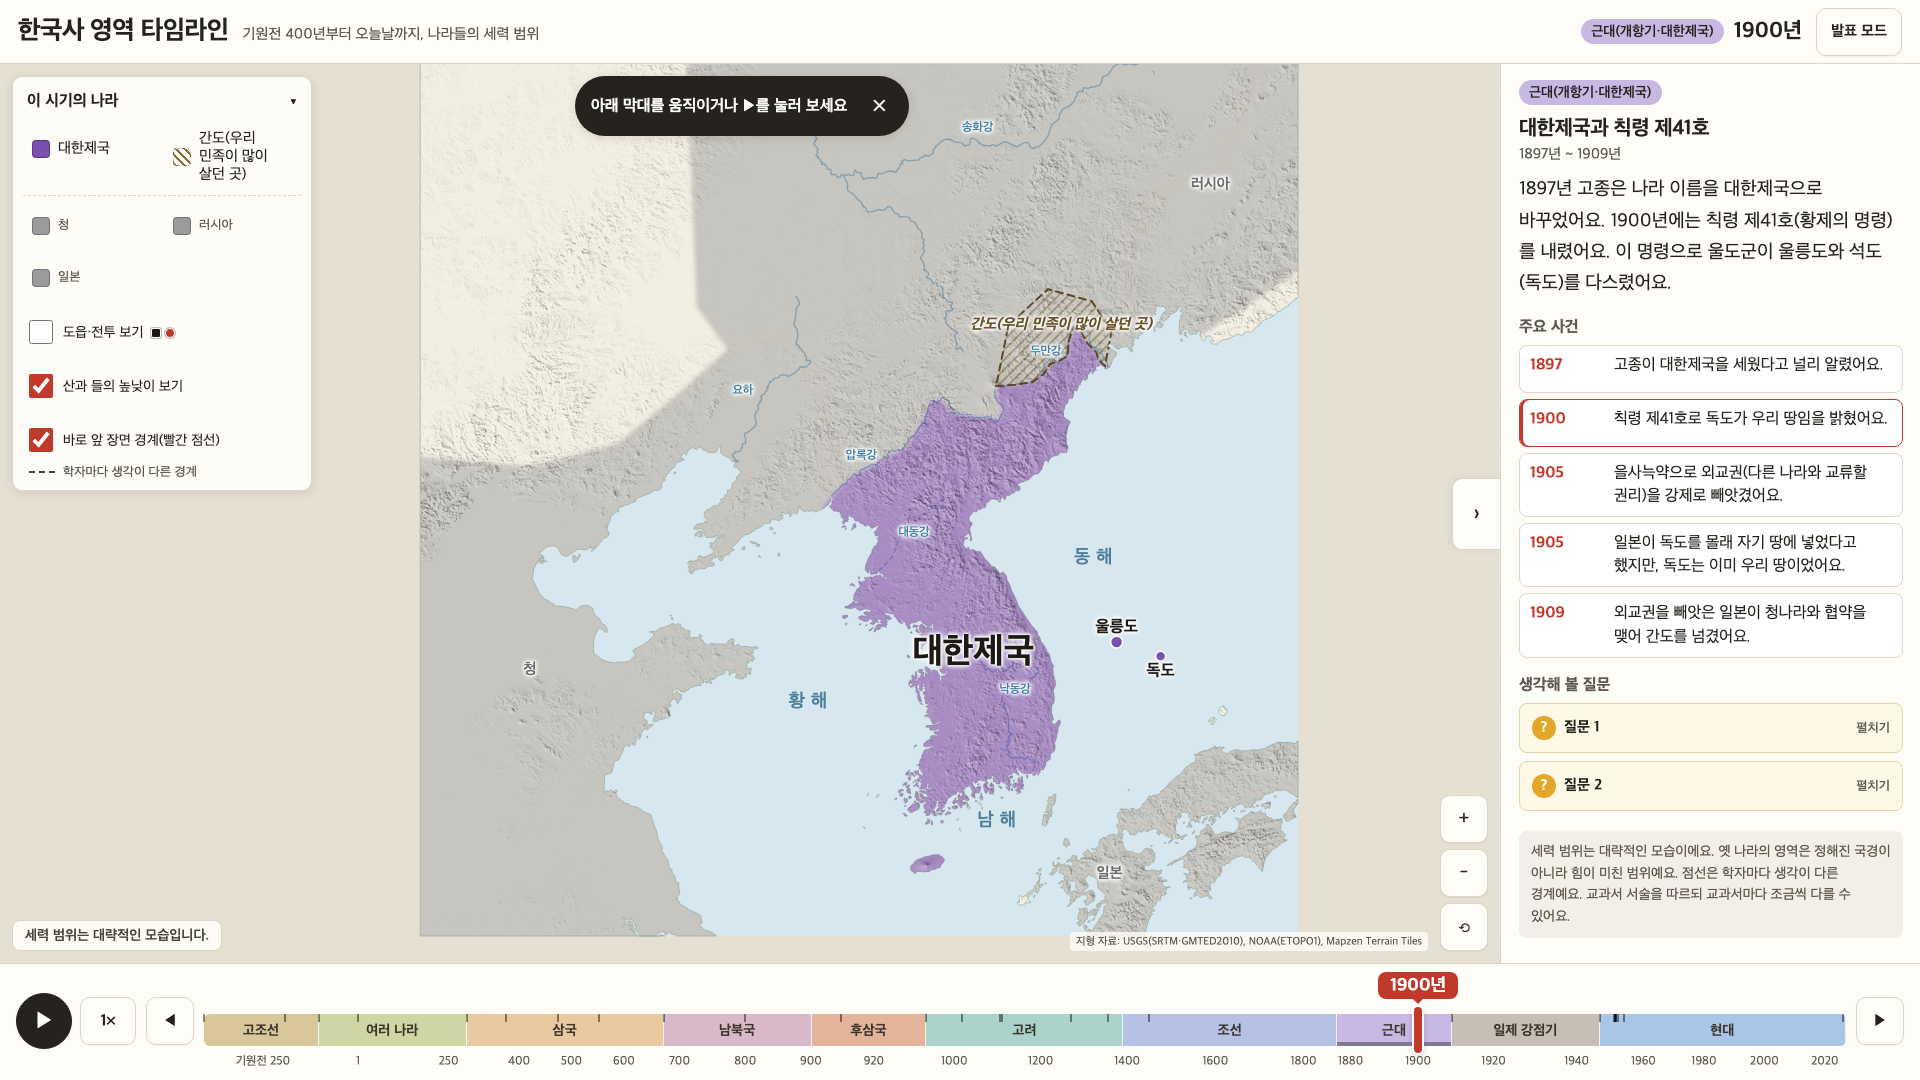 한국사 영역 타임라인
기원전 400년부터 오늘날까지, 나라들의 세력 범위
근대(개항기·대한제국)
1900년
발표 모드
이 시기의 나라
▼
대한제국
간도(우리
민족이 많이
살던 곳)
청
러시아
일본
도읍·전투 보기
산과 들의 높낮이 보기
바로 앞 장면 경계(빨간 점선)
학자마다 생각이 다른 경계
아래 막대를 움직이거나 ▶를 눌러 보세요 ✕
송화강
러시아
간도(우리 민족이 많이 살던 곳)
두만강
요하
압록강
대동강
동 해
울릉도
대한제국
독도
청
낙동강
황 해
남 해
일본
세력 범위는 대략적인 모습입니다.
지형 자료: USGS(SRTM·GMTED2010), NOAA(ETOPO1), Mapzen Terrain Tiles
›
+
−
⟲
근대(개항기·대한제국)
대한제국과 칙령 제41호
1897년 ~ 1909년
1897년 고종은 나라 이름을 대한제국으로
바꾸었어요. 1900년에는 칙령 제41호(황제의 명령)
를 내렸어요. 이 명령으로 울도군이 울릉도와 석도
(독도)를 다스렸어요.
주요 사건
1897 고종이 대한제국을 세웠다고 널리 알렸어요.
1900 칙령 제41호로 독도가 우리 땅임을 밝혔어요.
1905 을사늑약으로 외교권(다른 나라와 교류할
권리)을 강제로 빼앗겼어요.
1905 일본이 독도를 몰래 자기 땅에 넣었다고
했지만, 독도는 이미 우리 땅이었어요.
1909 외교권을 빼앗은 일본이 청나라와 협약을
맺어 간도를 넘겼어요.
생각해 볼 질문
? 질문 1 펼치기
? 질문 2 펼치기
세력 범위는 대략적인 모습이에요. 옛 나라의 영역은 정해진 국경이
아니라 힘이 미친 범위예요. 점선은 학자마다 생각이 다른
경계예요. 교과서 서술을 따르되 교과서마다 조금씩 다를 수
있어요.
1900년
▶ 1× ◀
고조선 여러 나라 삼국 남북국 후삼국 고려 조선 근대 일제 강점기 현대
▶
기원전 250 1 250 400 500 600 700 800 900 920 1000 1200 1400 1600 1800 1880 1900 1920 1940 1960 1980 2000 2020